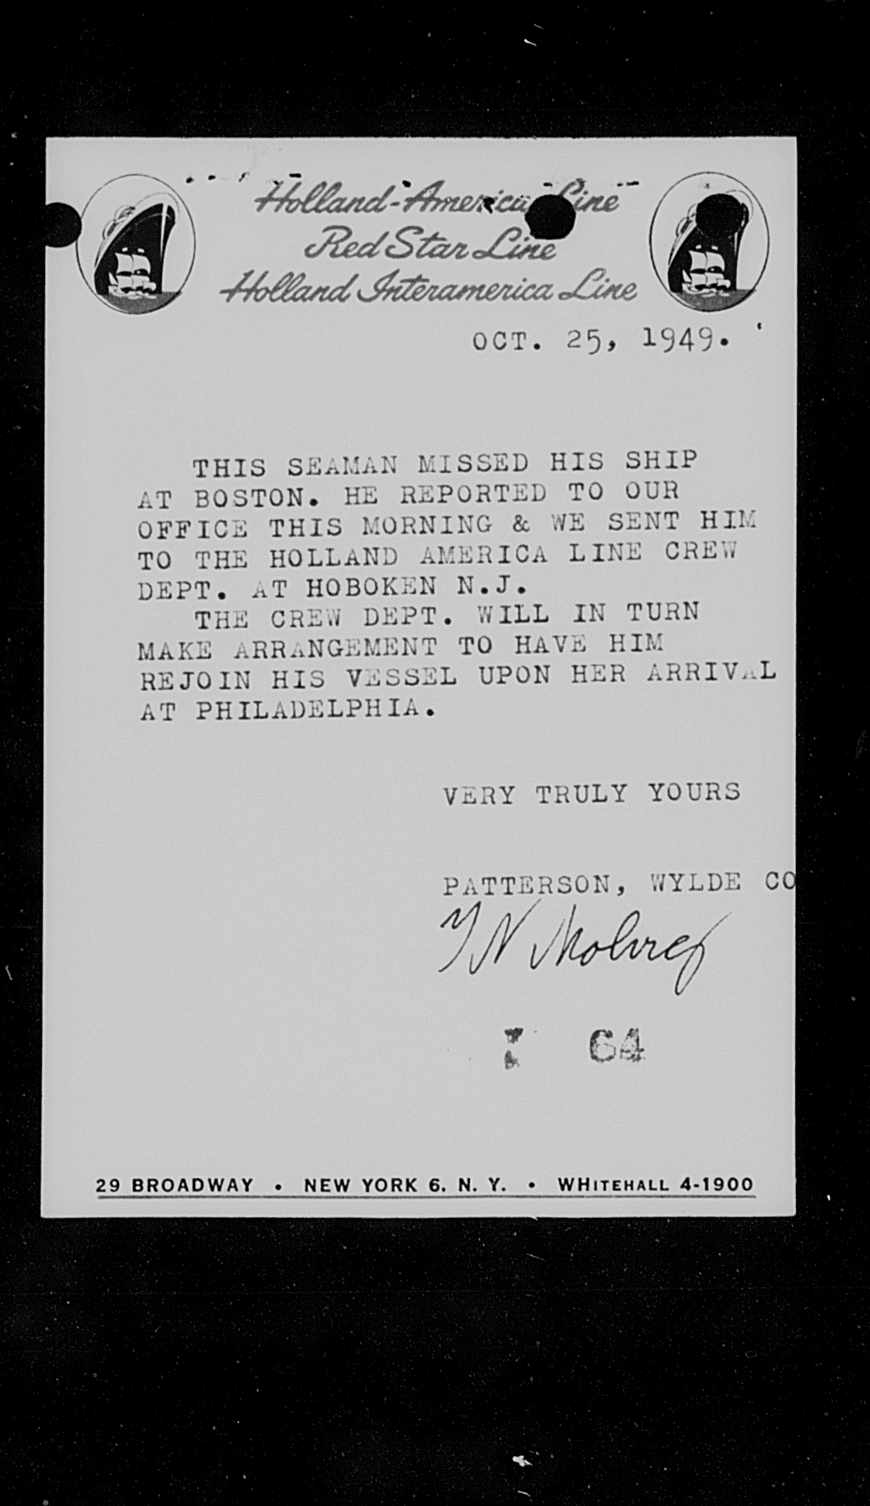 Holland-America Line
Red Star Line
Holland Interamerica Line
OCT. 25, 1949.
THIS SEAMAN MISSED HIS SHIP
AT BOSTON. HE REPORTED TO OUR
OFFICE THIS MORNING & WE SENT HIM
TO THE HOLLAND AMERICA LINE CREW
DEPT. AT HOBOKEN N.J.
THE CREW DEPT. WILL IN TURN
MAKE ARRANGEMENT TO HAVE HIM
REJOIN HIS VESSEL UPON HER ARRIVAL
AT PHILADELPHIA.
VERY TRULY YOURS
PATTERSON, WYLDE CO
64
29 BROADWAY • NEW YORK 6. N. Y. • WHITEHALL 4-1900